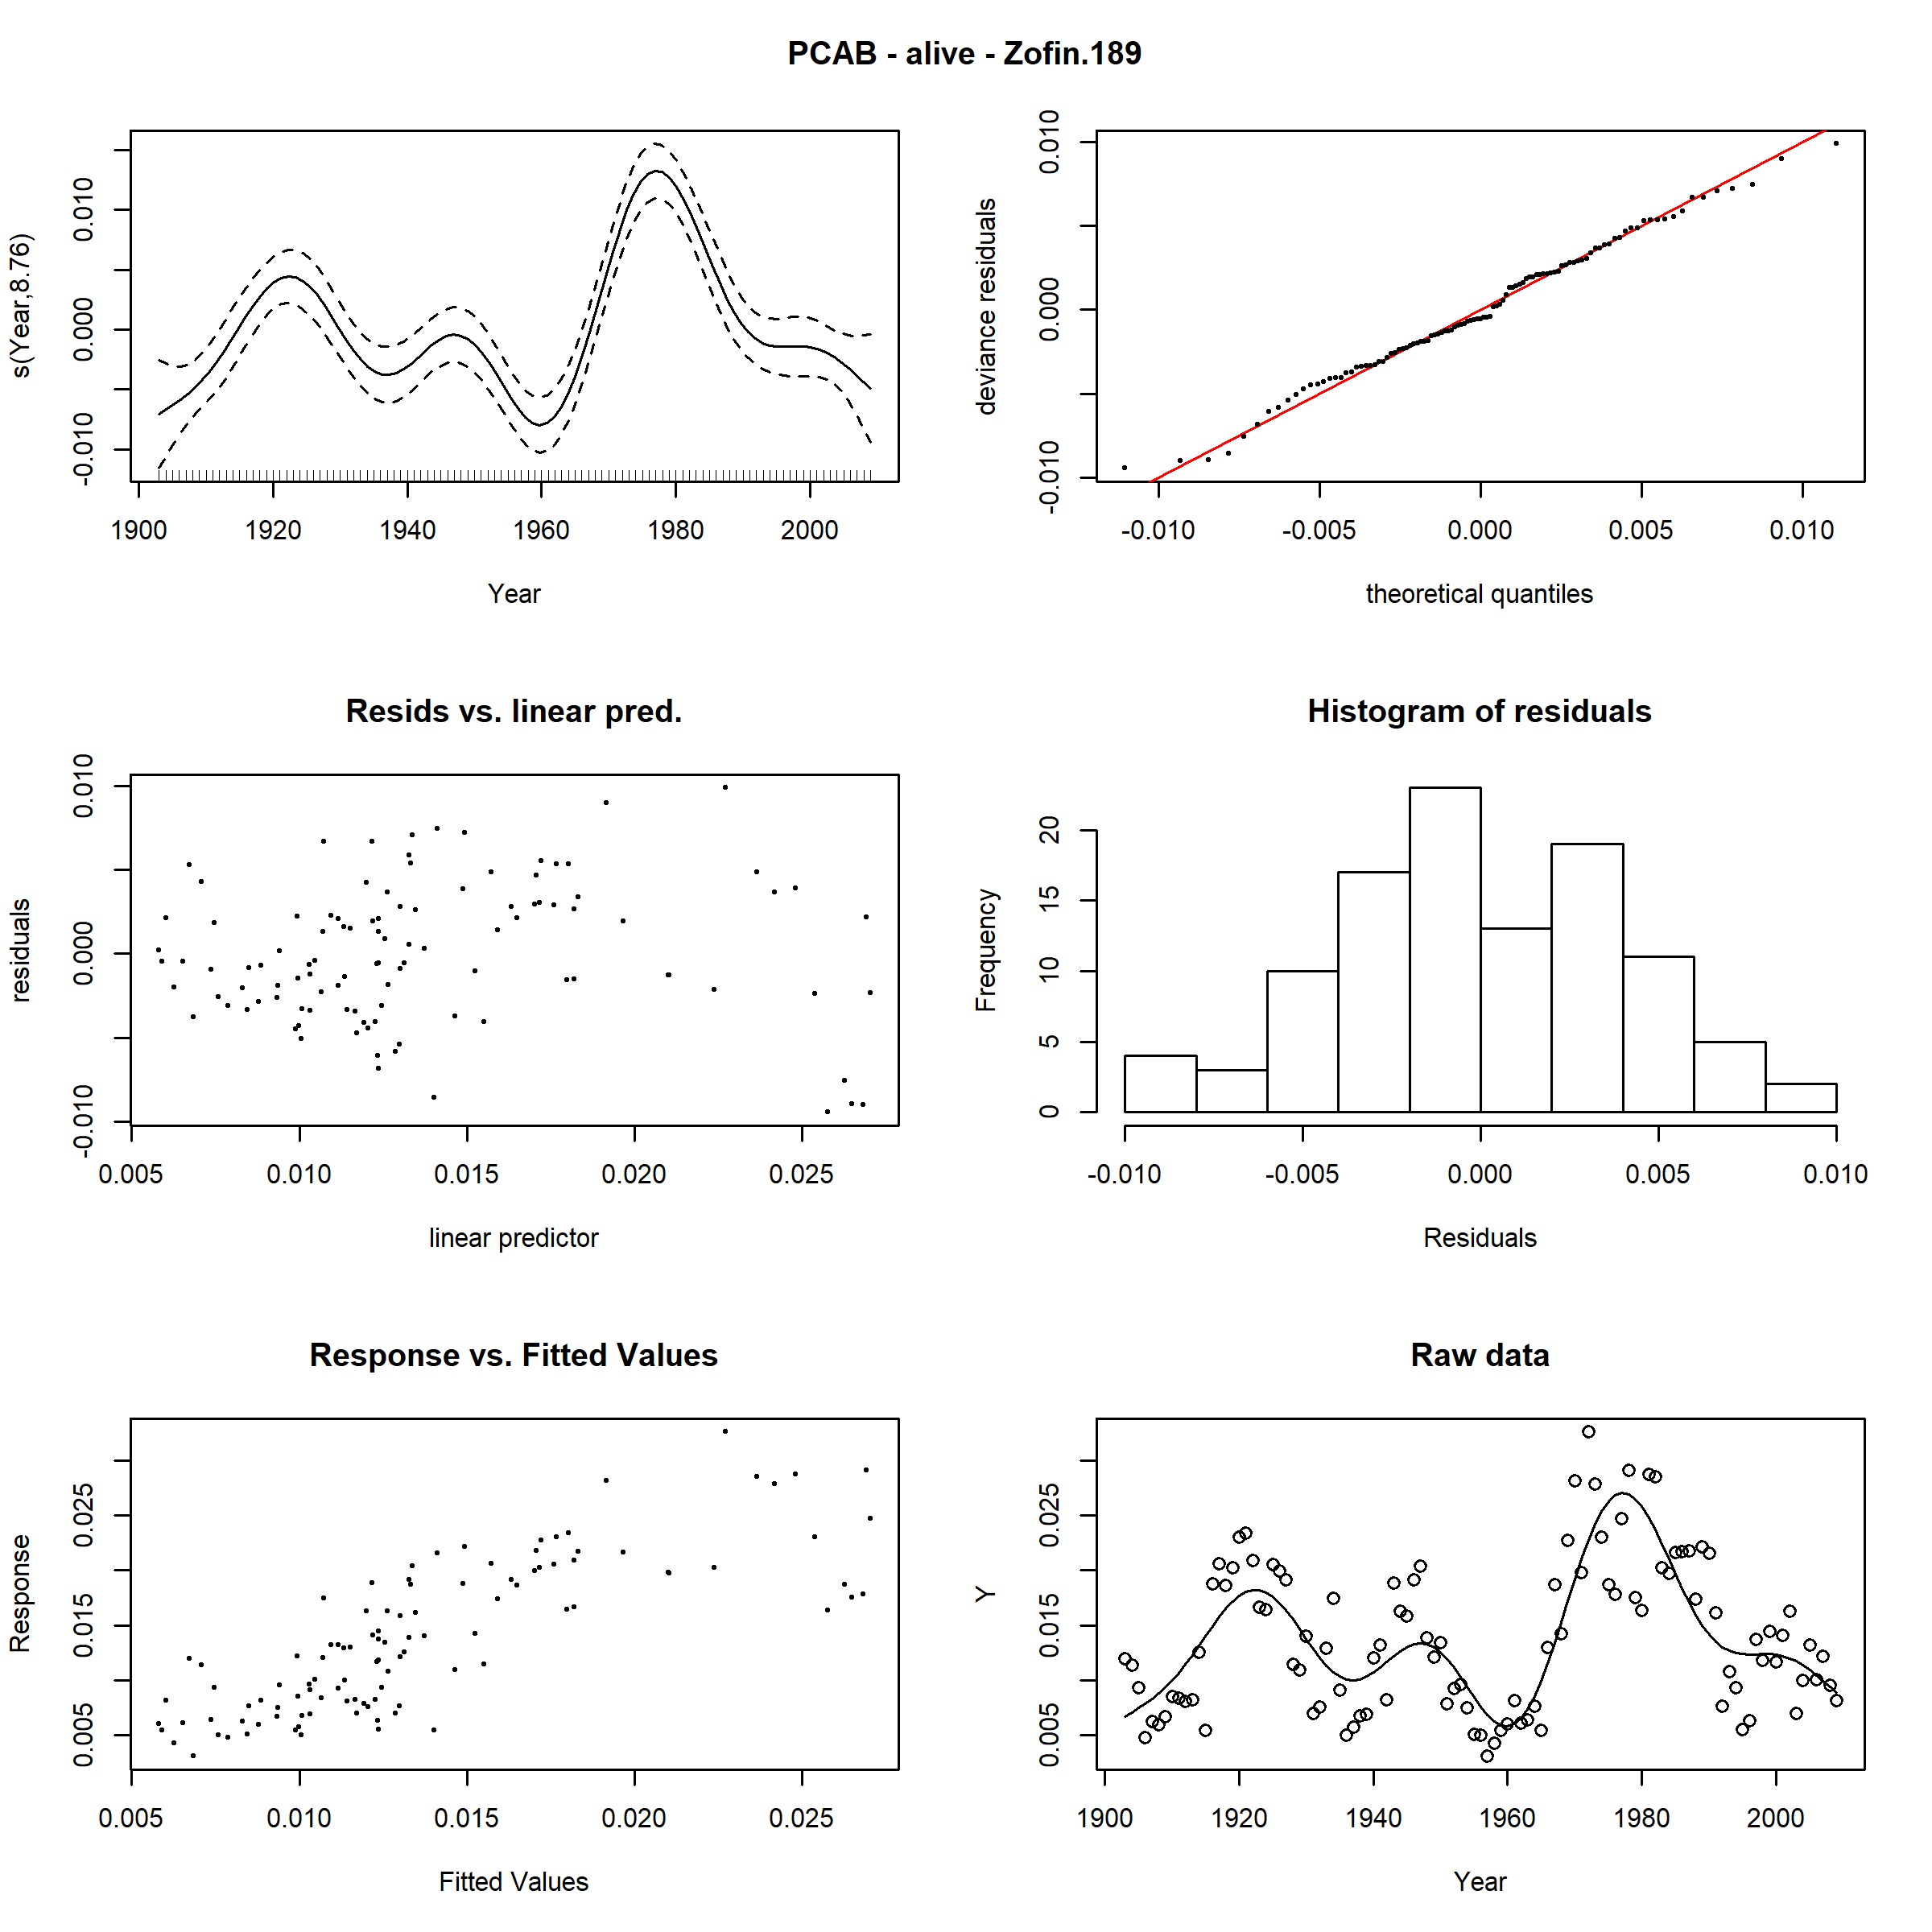 PCAB - alive - Zofin.189
s(Year,8.76)
-0.010 0.000 0.010
1900 1920 1940 1960 1980 2000
Year
deviance residuals
-0.010 0.000 0.010
-0.010 -0.005 0.000 0.005 0.010
theoretical quantiles
Resids vs. linear pred.
residuals
-0.010 0.000 0.010
0.005 0.010 0.015 0.020 0.025
linear predictor
Histogram of residuals
Frequency
0 5 10 15 20
-0.010 -0.005 0.000 0.005 0.010
Residuals
Response vs. Fitted Values
Response
0.005 0.015 0.025
0.005 0.010 0.015 0.020 0.025
Fitted Values
Raw data
Y
0.005 0.015 0.025
1900 1920 1940 1960 1980 2000
Year